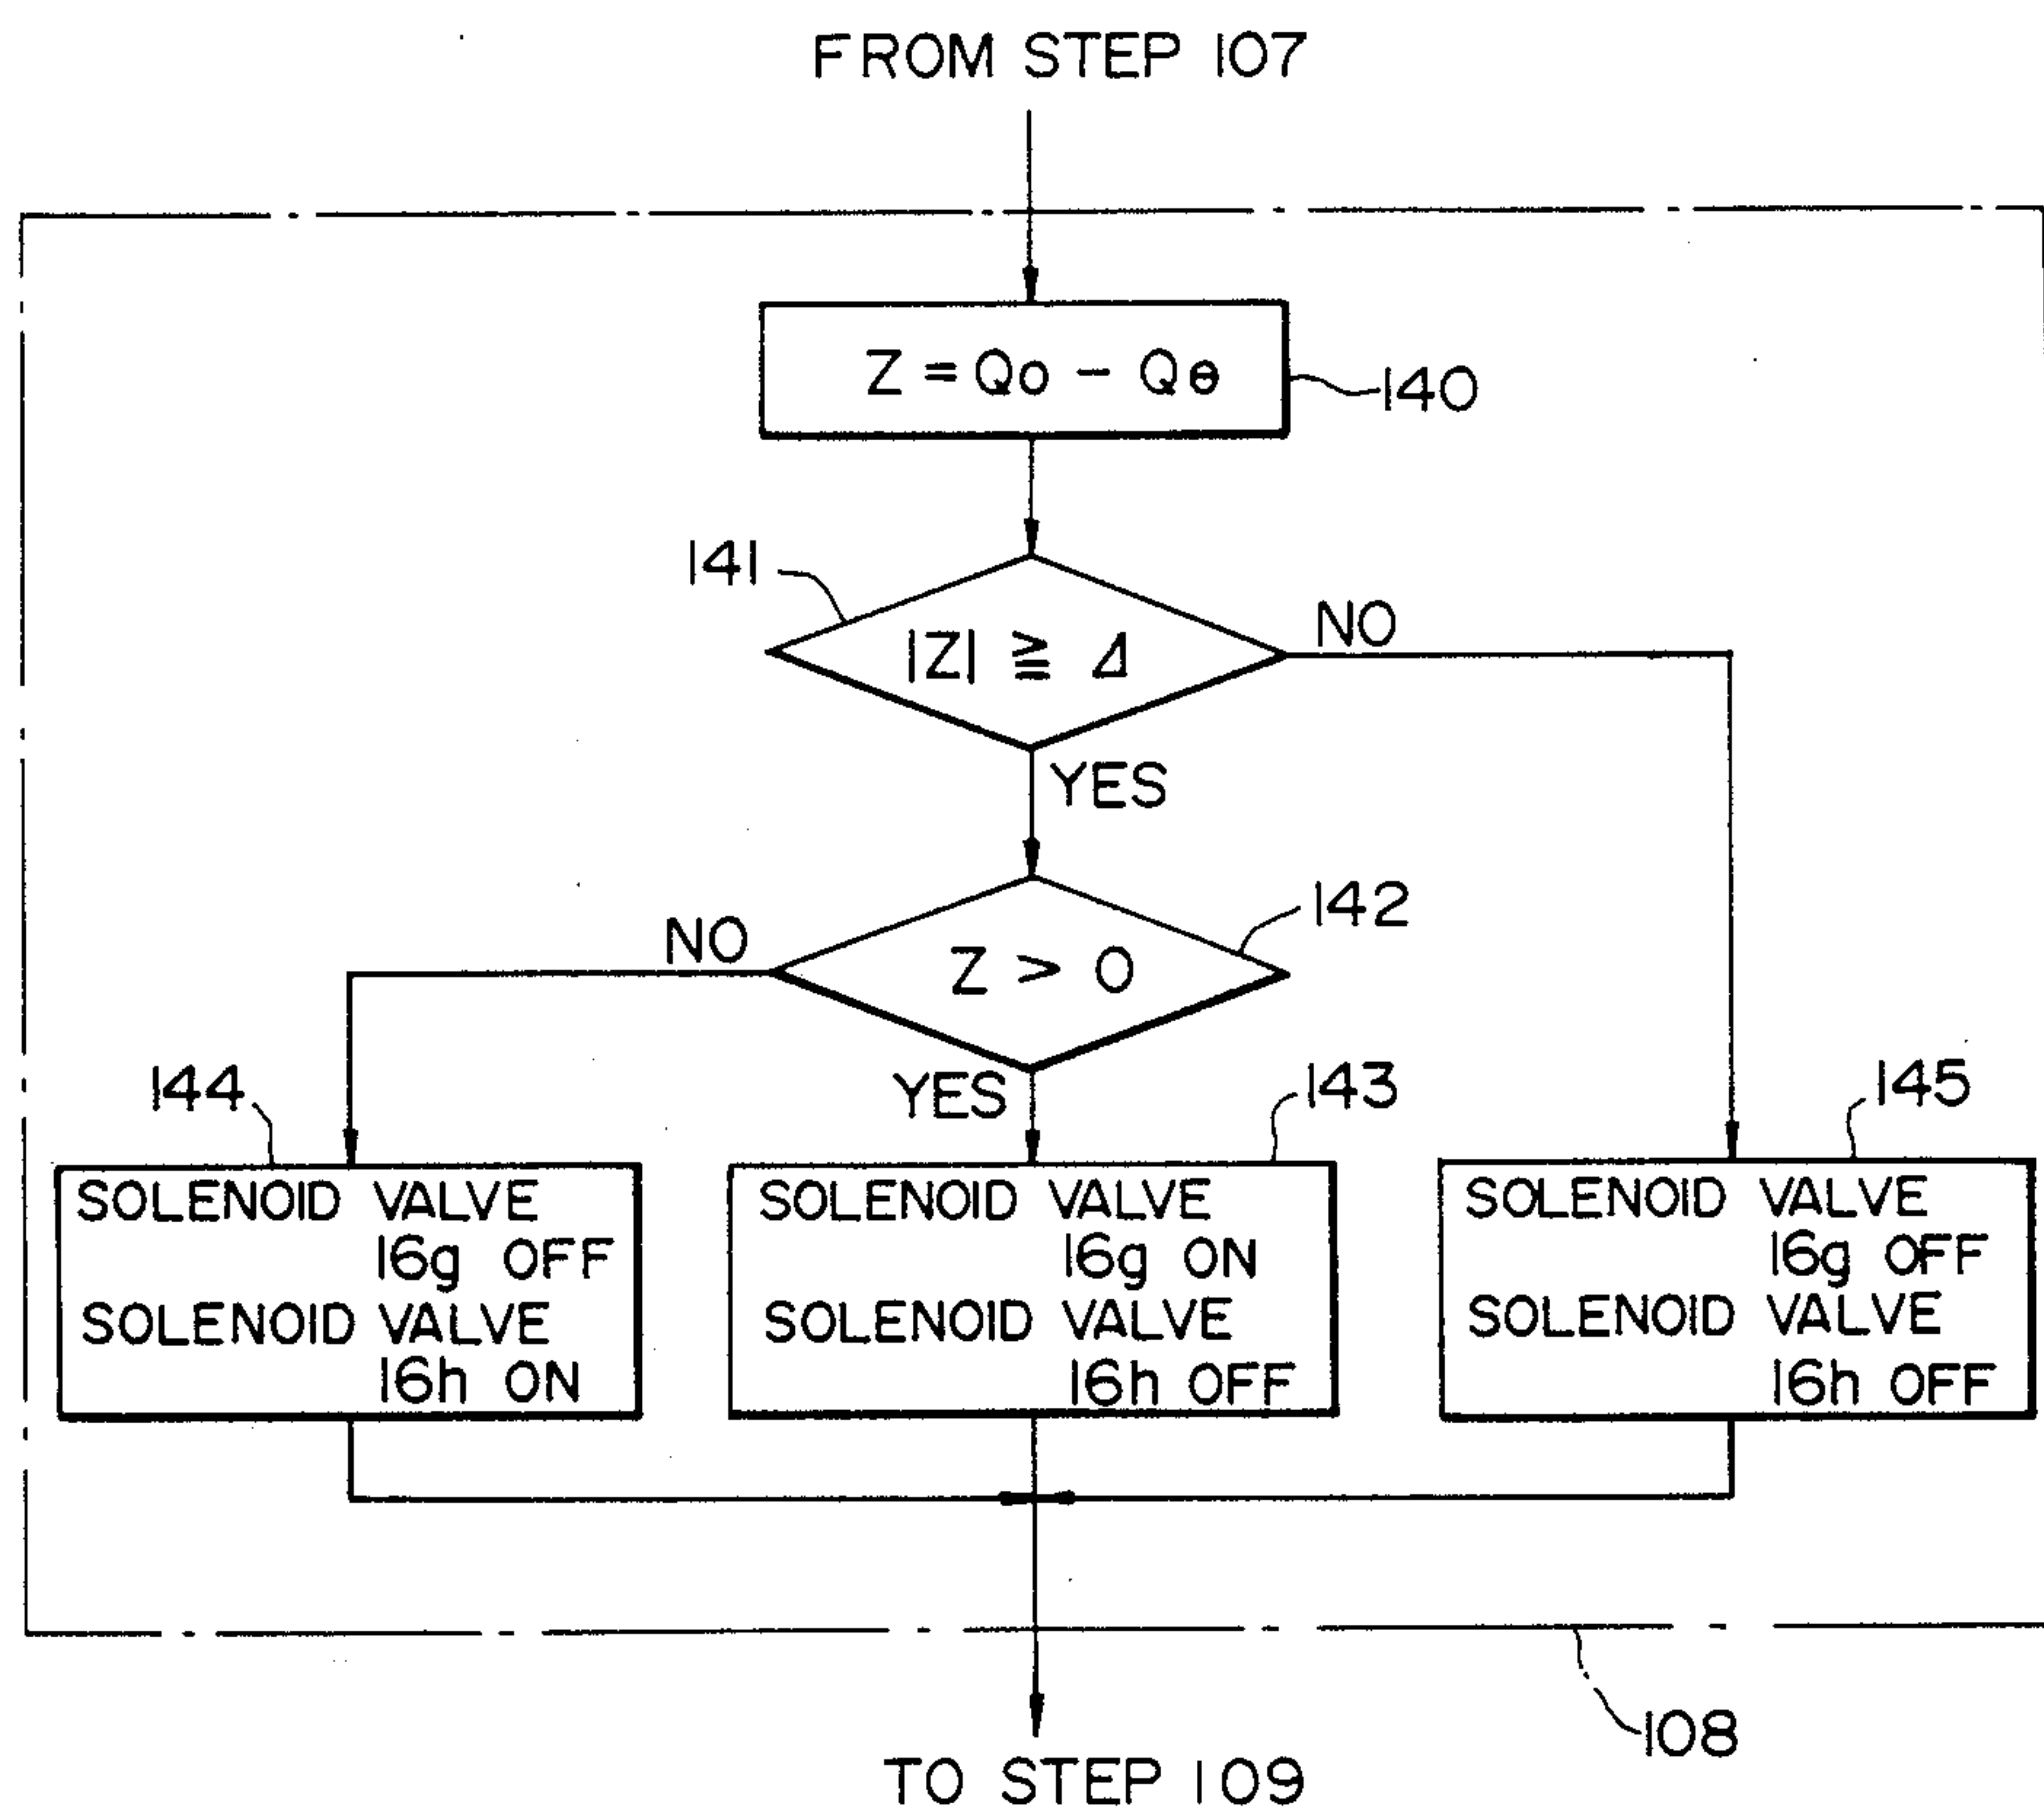 FROM STEP 107
Z = Qo - Qθ
140
141
|Z| ≧ Δ
NO
YES
142
NO
Z > 0
144
YES
143
145
SOLENOID VALVE
16g OFF
SOLENOID VALVE
16h ON
SOLENOID VALVE
16g ON
SOLENOID VALVE
16h OFF
SOLENOID VALVE
16g OFF
SOLENOID VALVE
16h OFF
108
TO STEP 109